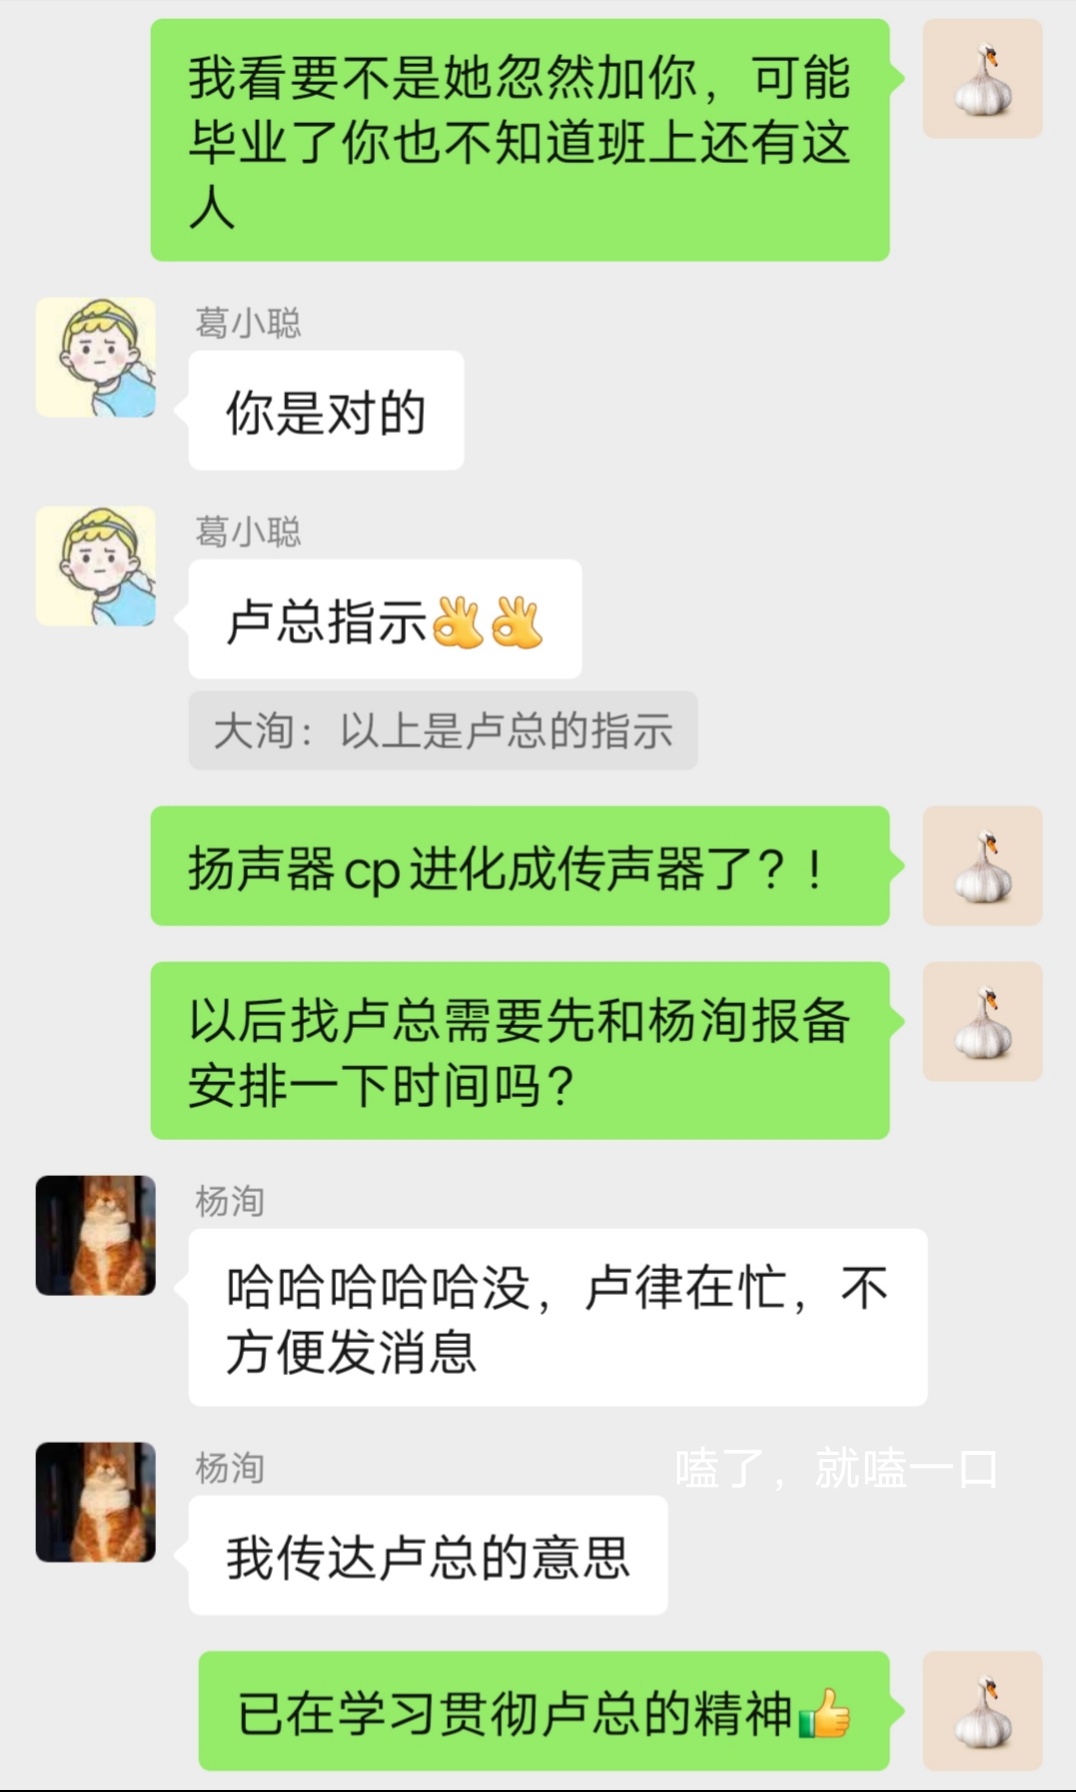 我看要不是她忽然加你，可能
毕业了你也不知道班上还有这
人
葛小聪
你是对的
葛小聪
卢总指示👌👌
大洵：以上是卢总的指示
扬声器cp进化成传声器了？！
以后找卢总需要先和杨洵报备
安排一下时间吗？
杨洵
哈哈哈哈哈没，卢律在忙，不
方便发消息
杨洵
嗑了，就嗑一口
我传达卢总的意思
已在学习贯彻卢总的精神👍